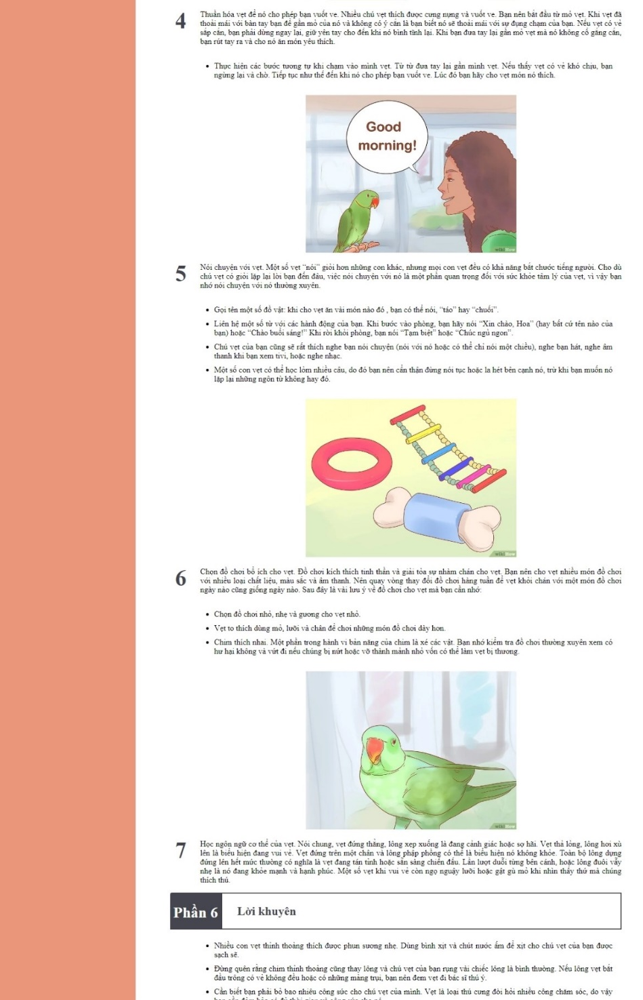 4
Thuần hóa vẹt để nó cho phép bạn vuốt ve. Nhiều chú vẹt thích được cưng nựng và vuốt ve. Bạn nên bắt đầu từ mỏ vẹt. Khi vẹt đã
thoải mái với bàn tay bạn để gần mỏ của nó và không có ý cắn là bạn biết nó sẽ thoải mái với sự đụng chạm của bạn. Nếu vẹt có vẻ
sắp cắn, bạn phải dừng ngay lại, giữ yên tay cho đến khi nó bình tĩnh lại. Khi bạn đưa tay lại gần mỏ vẹt mà nó không cố gắng cắn,
bạn rút tay ra và cho nó ăn món yêu thích.
• Thực hiện các bước tương tự khi chạm vào mình vẹt. Từ từ đưa tay lại gần mình vẹt. Nếu thấy vẹt có vẻ khó chịu, bạn
ngừng lại và chờ. Tiếp tục như thế đến khi nó cho phép bạn vuốt ve. Lúc đó bạn hãy cho vẹt món nó thích.
Good
morning!
wikiHow
5
Nói chuyện với vẹt. Một số vẹt "nói" giỏi hơn những con khác, nhưng mọi con vẹt đều có khả năng bắt chước tiếng người. Cho dù
chú vẹt có giỏi lặp lại lời bạn đến đâu, việc nói chuyện với nó là một phần quan trọng đối với sức khỏe tâm lý của vẹt, vì vậy bạn
nhớ nói chuyện với nó thường xuyên.
• Gọi tên một số đồ vật: khi cho vẹt ăn vài món nào đó , bạn có thể nói, "táo" hay "chuối".
• Liên hệ một số từ với các hành động của bạn. Khi bước vào phòng, bạn hãy nói "Xin chào, Hoa" (hay bất cứ tên nào của
bạn) hoặc "Chào buổi sáng!" Khi rời khỏi phòng, bạn nói "Tạm biệt" hoặc "Chúc ngủ ngon".
• Chú vẹt của bạn cũng sẽ rất thích nghe bạn nói chuyện (nói với nó hoặc có thể chỉ nói một chiều), nghe bạn hát, nghe âm
thanh khi bạn xem tivi, hoặc nghe nhạc.
• Một số con vẹt có thể học lỏm nhiều câu, do đó bạn nên cẩn thận đừng nói tục hoặc la hét bên cạnh nó, trừ khi bạn muốn nó
lặp lại những ngôn từ không hay đó.
wikiHow
6
Chọn đồ chơi bổ ích cho vẹt. Đồ chơi kích thích tinh thần và giải tỏa sự nhàm chán cho vẹt. Bạn nên cho vẹt nhiều món đồ chơi
với nhiều loại chất liệu, màu sắc và âm thanh. Nên quay vòng thay đổi đồ chơi hàng tuần để vẹt khỏi chán với một món đồ chơi
ngày nào cũng giống ngày nào. Sau đây là vài lưu ý về đồ chơi cho vẹt mà bạn cần nhớ:
• Chọn đồ chơi nhỏ, nhẹ và gương cho vẹt nhỏ.
• Vẹt to thích dùng mỏ, lưỡi và chân để chơi những món đồ chơi dày hơn.
• Chim thích nhai. Một phần trong hành vi bản năng của chim là xé các vật. Bạn nhớ kiểm tra đồ chơi thường xuyên xem có
hư hại không và vứt đi nếu chúng bị nứt hoặc vỡ thành mảnh nhỏ vốn có thể làm vẹt bị thương.
wikiHow
7
Học ngôn ngữ cơ thể của vẹt. Nói chung, vẹt đứng thẳng, lông xẹp xuống là đang cảnh giác hoặc sợ hãi. Vẹt thả lỏng, lông hơi xù
lên là biểu hiện đang vui vẻ. Vẹt đứng trên một chân và lông phập phồng có thể là biểu hiện nó không khỏe. Toàn bộ lông dựng
đứng lên hết mức thường có nghĩa là vẹt đang tán tỉnh hoặc sẵn sàng chiến đấu. Lần lượt duỗi từng bên cánh, hoặc lông đuôi vẫy
nhẹ là nó đang khỏe mạnh và hạnh phúc. Một số vẹt khi vui vẻ còn ngọ nguậy lưỡi hoặc gật gù mỏ khi nhìn thấy thứ mà chúng
thích thú.
Phần 6 Lời khuyên
• Nhiều con vẹt thỉnh thoảng thích được phun sương nhẹ. Dùng bình xịt và chút nước ấm để xịt cho chú vẹt của bạn được
sạch sẽ.
• Đừng quên rằng chim thỉnh thoảng cũng thay lông và chú vẹt của bạn rụng vài chiếc lông là bình thường. Nếu lông vẹt bắt
đầu trông có vẻ không đều hoặc có những mảng trụi, bạn nên đem vẹt đi bác sĩ thú ý.
• Cần biết bạn phải bỏ bao nhiêu công sức cho chú vẹt của mình. Vẹt là loại thú cưng đòi hỏi nhiều công chăm sóc, do vậy